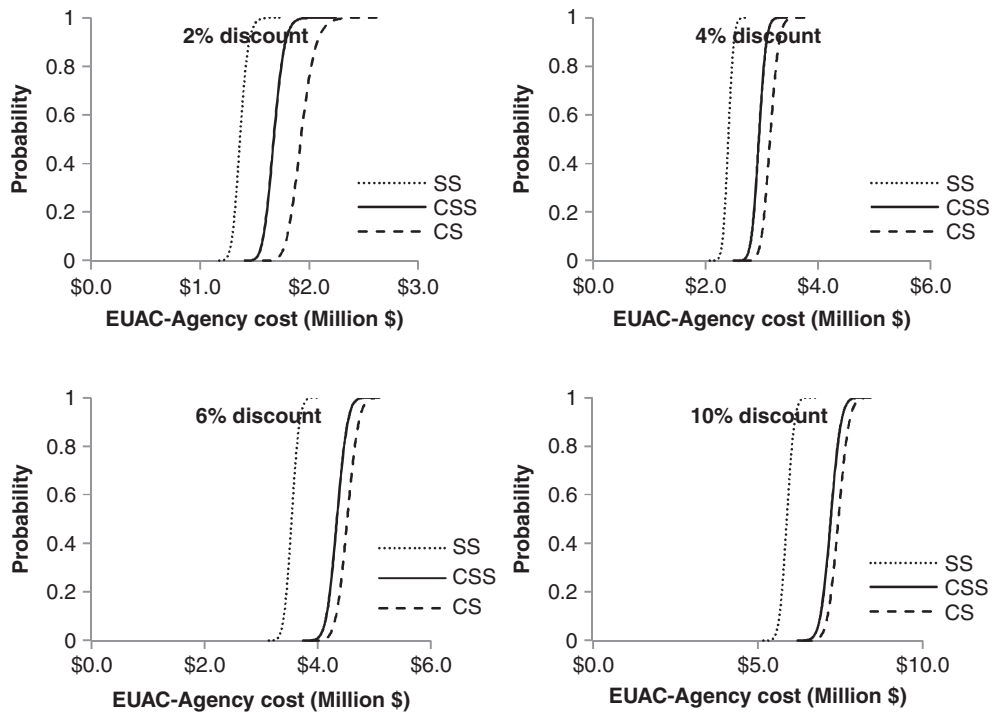 2% discount
1
0.8
0.6
0.4
0.2
0
Probability
SS
CSS
CS
$0.0 $1.0 $2.0 $3.0
EUAC-Agency cost (Million $)
4% discount
1
0.8
0.6
0.4
0.2
0
Probability
SS
CSS
CS
$0.0 $2.0 $4.0 $6.0
EUAC-Agency cost (Million $)
6% discount
1
0.8
0.6
0.4
0.2
0
Probability
SS
CSS
CS
$0.0 $2.0 $4.0 $6.0
EUAC-Agency cost (Million $)
10% discount
1
0.8
0.6
0.4
0.2
0
Probability
SS
CSS
CS
$0.0 $5.0 $10.0
EUAC-Agency cost (Million $)